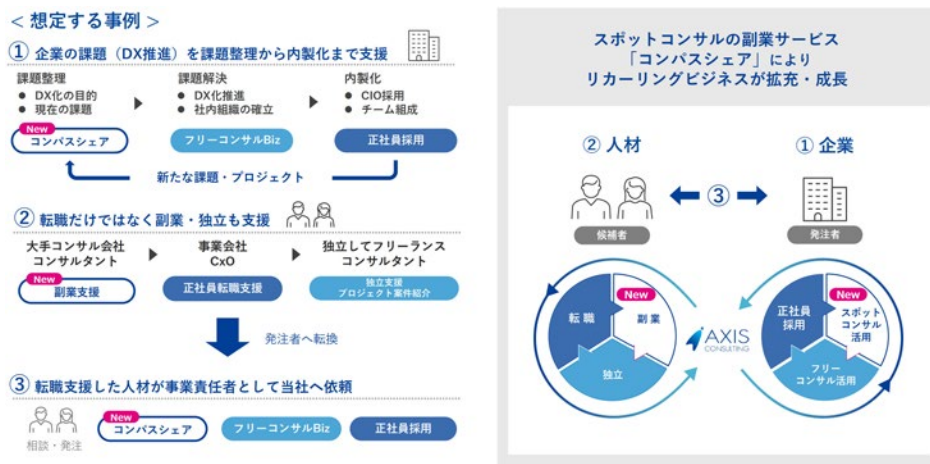 < 想定する事例 >
① 企業の課題（DX推進）を課題整理から内製化まで支援
課題整理
● DX化の目的
● 現在の課題
課題解決
● DX化推進
● 社内組織の確立
内製化
● CIO採用
● チーム組成
New
コンパスシェア
フリーコンサルBiz
正社員採用
新たな課題・プロジェクト
② 転職だけではなく副業・独立も支援
大手コンサル会社
コンサルタント
事業会社
CxO
独立してフリーランス
コンサルタント
New
副業支援
正社員転職支援
独立支援
プロジェクト案件紹介
発注者へ転換
③ 転職支援した人材が事業責任者として当社へ依頼
相談・発注
New
コンパスシェア
フリーコンサルBiz
正社員採用
スポットコンサルの副業サービス
「コンパスシェア」により
リカーリングビジネスが拡充・成長
② 人材
① 企業
③
候補者
発注者
転職
New
副業
独立
AXIS
CONSULTING
正社員
採用
New
スポット
コンサル
活用
フリー
コンサル活用